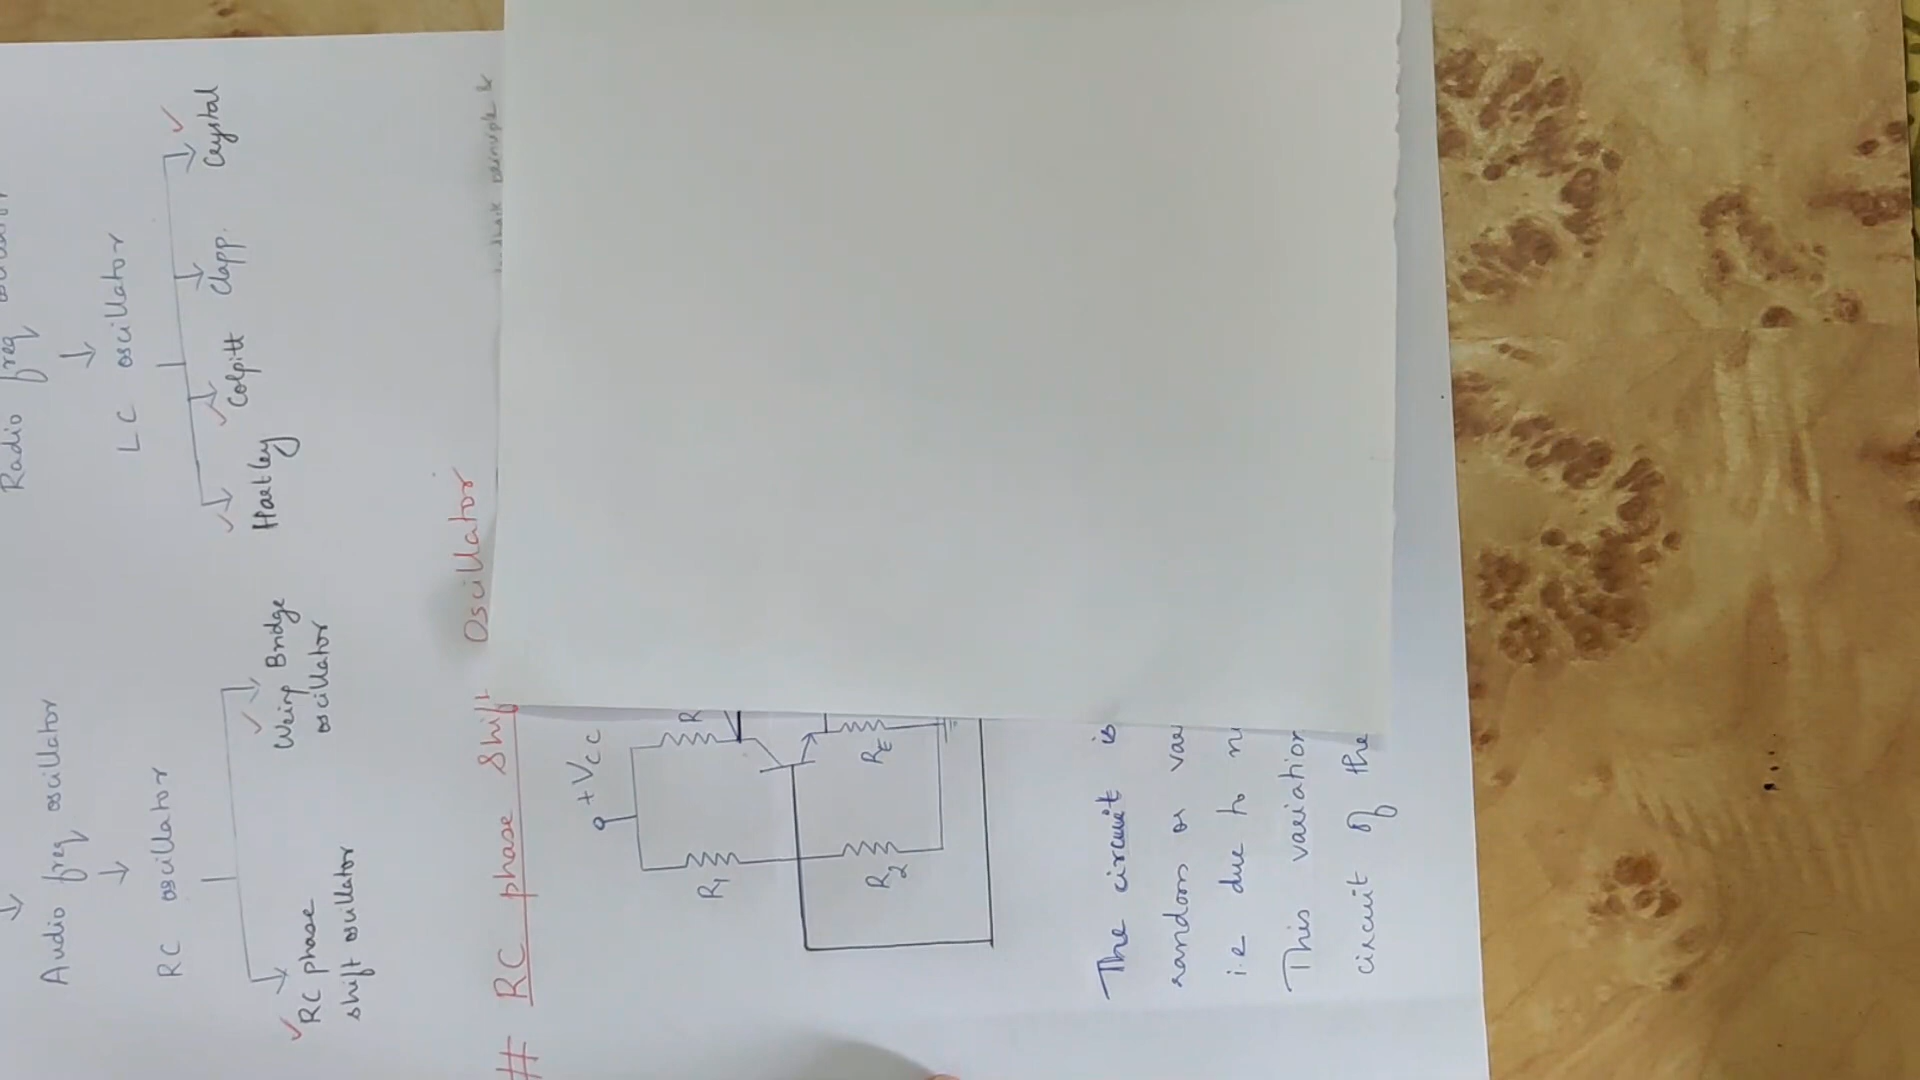 Radio freq
Audio freq oscillator
LC oscillator
RC oscillator
Hartley Colpitt Clapp. Crystal
RC phase
shift oscillator
Wein Bridge
oscillator
# RC phase Shif Oscillator
+Vcc
R1
R
R2
RE
The circuit is
random or va
i.e due to
This variation
circuit of the